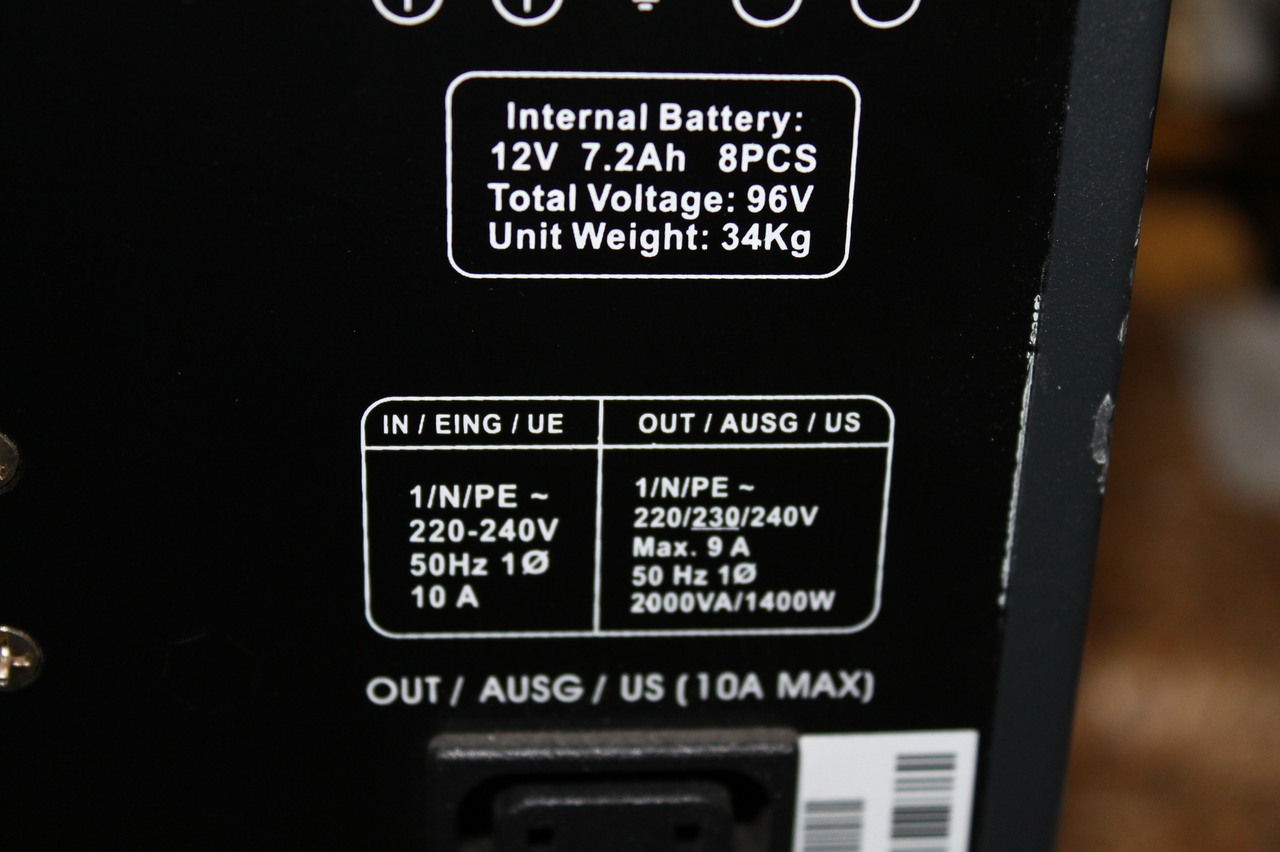 Internal Battery:
12V 7.2Ah 8PCS
Total Voltage: 96V
Unit Weight: 34Kg
IN / EING / UE
1/N/PE ~
220-240V
50Hz 1Ø
10 A
OUT / AUSG / US
1/N/PE ~
220/230/240V
Max. 9 A
50 Hz 1Ø
2000VA/1400W
OUT / AUSG / US (10A MAX)